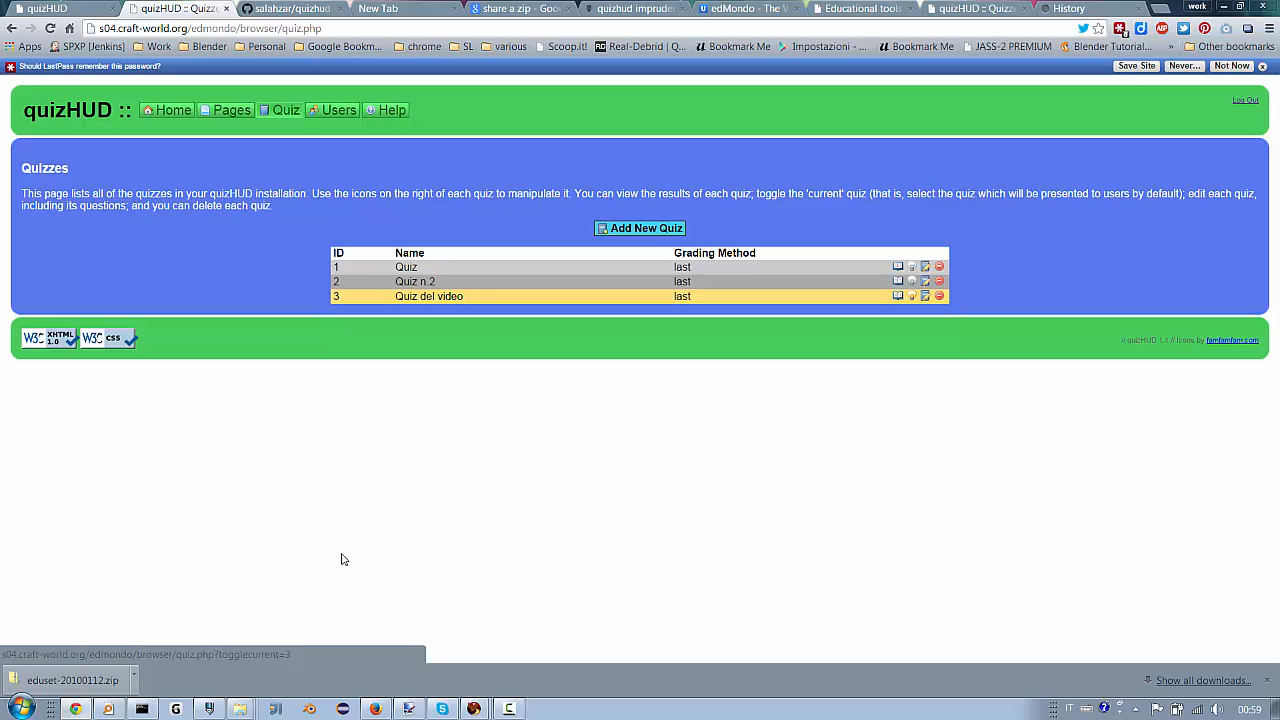 quizHUD
quizHUD :: Quizze
salahzar/quizhud
New Tab
share a zip - Goo
quizhud imprudem
edMondo - The V
Educational tools
quizHUD :: Quizz
History
work
s04.craft-world.org/edmondo/browser/quiz.php
Apps
SPXP [Jenkins]
Work
Blender
Personal
Google Bookm...
chrome
SL
various
Scoop.it!
Real-Debrid | Q...
Bookmark Me
Impostazioni - ...
Bookmark Me
JASS-2 PREMIUM
Blender Tutorial...
»
Other bookmarks
Should LastPass remember this password?
Save Site
Never...
Not Now
quizHUD ::
Home
Pages
Quiz
Users
Help
Log Out
Quizzes
This page lists all of the quizzes in your quizHUD installation. Use the icons on the right of each quiz to manipulate it. You can view the results of each quiz; toggle the 'current' quiz (that is, select the quiz which will be presented to users by default); edit each quiz,
including its questions; and you can delete each quiz.
Add New Quiz
ID Name Grading Method
1 Quiz last
2 Quiz n.2 last
3 Quiz del video last
W3C XHTML 1.0
W3C css
// quizHUD 1.1 // Icons by famfamfam.com
s04.craft-world.org/edmondo/browser/quiz.php?togglecurrent=3
eduset-20100112.zip
Show all downloads...
IT
00:59